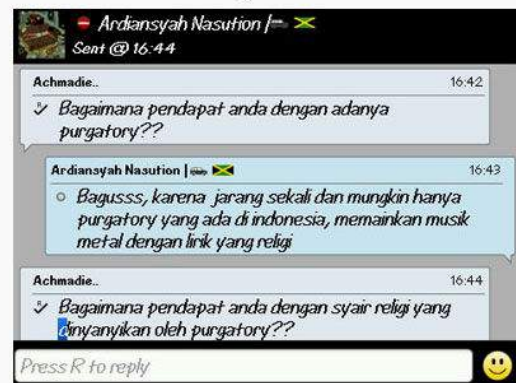 Ardiansyah Nasution |
Sent @ 16:44
Achmadie.. 16:42
Bagaimana pendapat anda dengan adanya
purgatory??
Ardiansyah Nasution | 16:43
Bagusss, karena jarang sekali dan mungkin hanya
purgatory yang ada di indonesia, memainkan musik
metal dengan lirik yang religi
Achmadie.. 16:44
Bagaimana pendapat anda dengan syair religi yang
dinyanyikan oleh purgatory??
Press R to reply